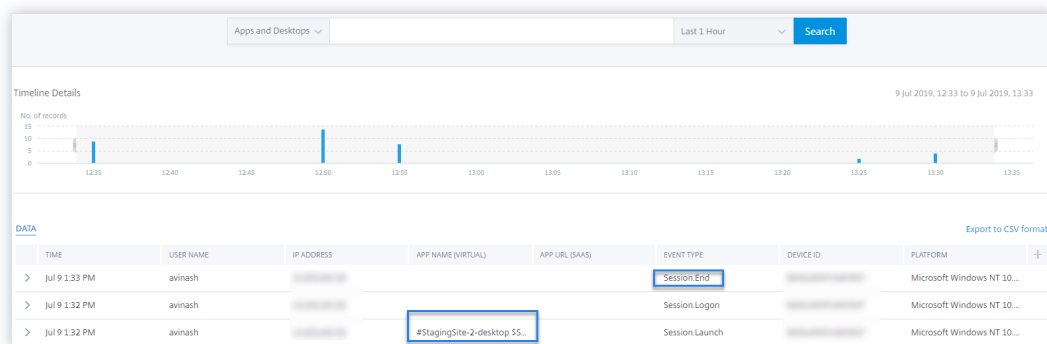 Apps and Desktops Last 1 Hour Search
Timeline Details 9 Jul 2019, 12:33 to 9 Jul 2019, 13:33
No. of records
15
10
5
0
12:35 12:40 12:45 12:50 12:55 13:00 13:05 13:10 13:15 13:20 13:25 13:30 13:35
DATA Export to CSV format
TIME USER NAME IP ADDRESS APP NAME (VIRTUAL) APP URL (SAAS) EVENT TYPE DEVICE ID PLATFORM +
> Jul 9 1:33 PM avinash Session.End Microsoft Windows NT 10....
> Jul 9 1:32 PM avinash Session.Logon Microsoft Windows NT 10....
> Jul 9 1:32 PM avinash #StagingSite-2-desktop SS... Session.Launch Microsoft Windows NT 10....